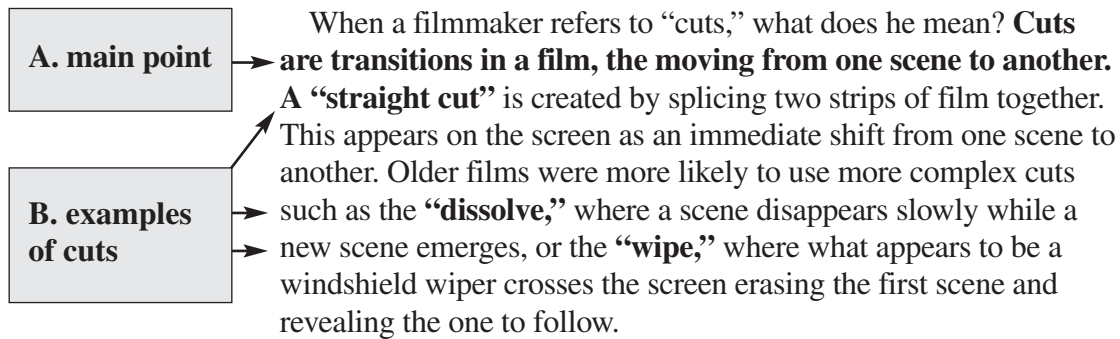 A. main point
B. examples
of cuts
When a filmmaker refers to “cuts,” what does he mean? Cuts
are transitions in a film, the moving from one scene to another.
A “straight cut” is created by splicing two strips of film together.
This appears on the screen as an immediate shift from one scene to
another. Older films were more likely to use more complex cuts
such as the “dissolve,” where a scene disappears slowly while a
new scene emerges, or the “wipe,” where what appears to be a
windshield wiper crosses the screen erasing the first scene and
revealing the one to follow.